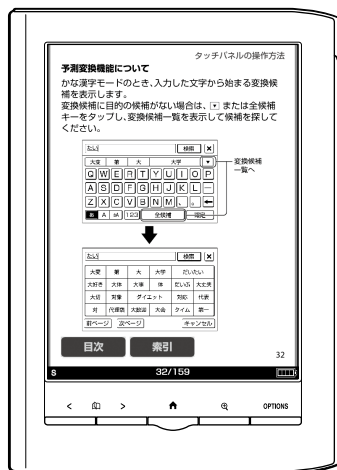 タッチパネルの操作方法
予測変換機能について
かな漢字モードのとき、入力した文字から始まる変換候
補を表示します。
変換候補に目的の候補がない場合は、▼ または全候補
キーをタップし、変換候補一覧を表示して候補を探して
ください。
たい 検索 ×
大変 第 大 大学 ▼
変換候補
一覧へ
Q W E R T Y U I O P
A S D F G H J K L ー
Z X C V B N M 、 。 ←
あ A 123 全候補
たい 検索 ×
大変 第 大 大学 だいたい
大好き 大体 大事 体 だいぶ 大丈夫
大切 対象 ダイエット 対応 代表
対 代理店 大放送 大会 タイム 第一
前ページ 次ページ キャンセル
目次 索引
32
S 32/159
< > OPTIONS